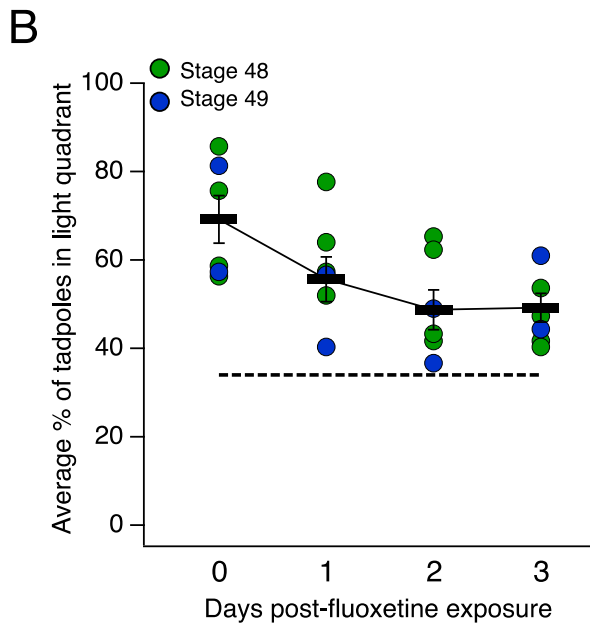 B
Stage 48
Stage 49
Average % of tadpoles in light quadrant
100
80
60
40
20
0
0 1 2 3
Days post-fluoxetine exposure